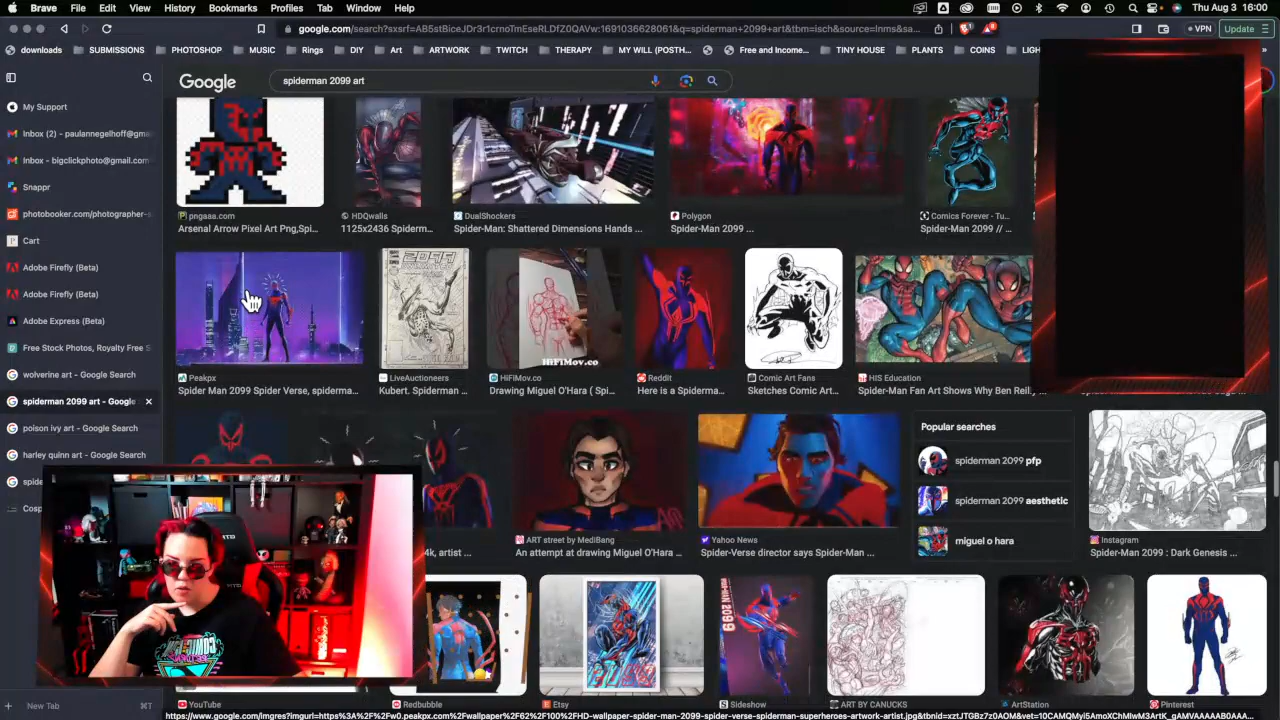 Brave File Edit View History Bookmarks Profiles Tab Window Help
Thu Aug 3 16:00
google.com/search?sxsrf=AB5stBiceJDr3r1crnoTmEseRLDfZ0QAVw:1691036628061&q=spiderman+2099+art&tbm=isch&source=lnms&sa...
VPN
Update
downloads SUBMISSIONS PHOTOSHOP MUSIC Rings DIY Art ARTWORK TWITCH THERAPY MY WILL (POSTH... Free and Income... TINY HOUSE PLANTS COINS
My Support
Inbox (2) - paulannegelhoff@gma
Inbox - bigclickphoto@gmail.com
Snappr
photobooker.com/photographer-s
Cart
Adobe Firefly (Beta)
Adobe Firefly (Beta)
Adobe Express (Beta)
Free Stock Photos, Royalty Free S
wolverine art - Google Search
spiderman 2099 art - Google
poison ivy art - Google Search
harley quinn art - Google Search
spide
Cosp
New Tab ⌘T
Google
spiderman 2099 art
pngaaa.com
Arsenal Arrow Pixel Art Png,Spi...
HDQwalls
1125x2436 Spiderm...
DualShockers
Spider-Man: Shattered Dimensions Hands ...
Polygon
Spider-Man 2099 ...
Comics Forever - Tu...
Spider-Man 2099 // ...
2099
HiFiMov.co
Peakpx
Spider Man 2099 Spider Verse, spiderma...
LiveAuctioneers
Kubert. Spiderman ...
HiFiMov.co
Drawing Miguel O'Hara ( Spi...
Reddit
Here is a Spiderma...
Comic Art Fans
Sketches Comic Art...
HIS Education
Spider-Man Fan Art Shows Why Ben Reilly...
4k, artist ...
ART street by MediBang
An attempt at drawing Miguel O'Hara ...
Yahoo News
Spider-Verse director says Spider-Man ...
Popular searches
spiderman 2099 pfp
spiderman 2099 aesthetic
miguel o hara
Instagram
Spider-Man 2099 : Dark Genesis ...
YouTube
Redbubble
Etsy
Sideshow
ART BY CANUCKS
ArtStation
Pinterest